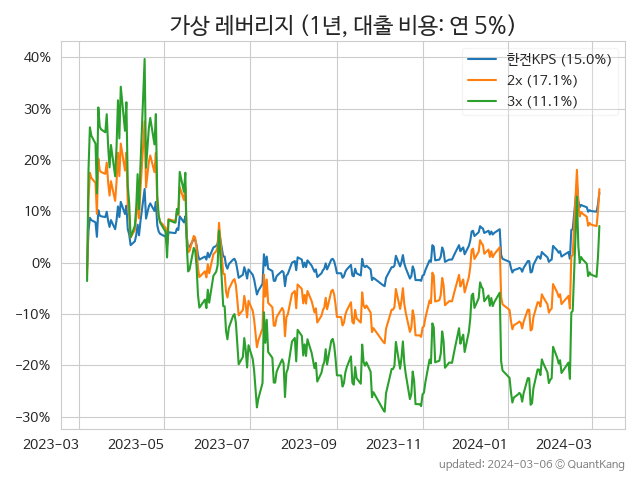 가상 레버리지 (1년, 대출 비용: 연 5%)
한전KPS (15.0%)
2x (17.1%)
3x (11.1%)
40%
30%
20%
10%
0%
−10%
−20%
−30%
2023-03 2023-05 2023-07 2023-09 2023-11 2024-01 2024-03
updated: 2024-03-06 ⓒ QuantKang